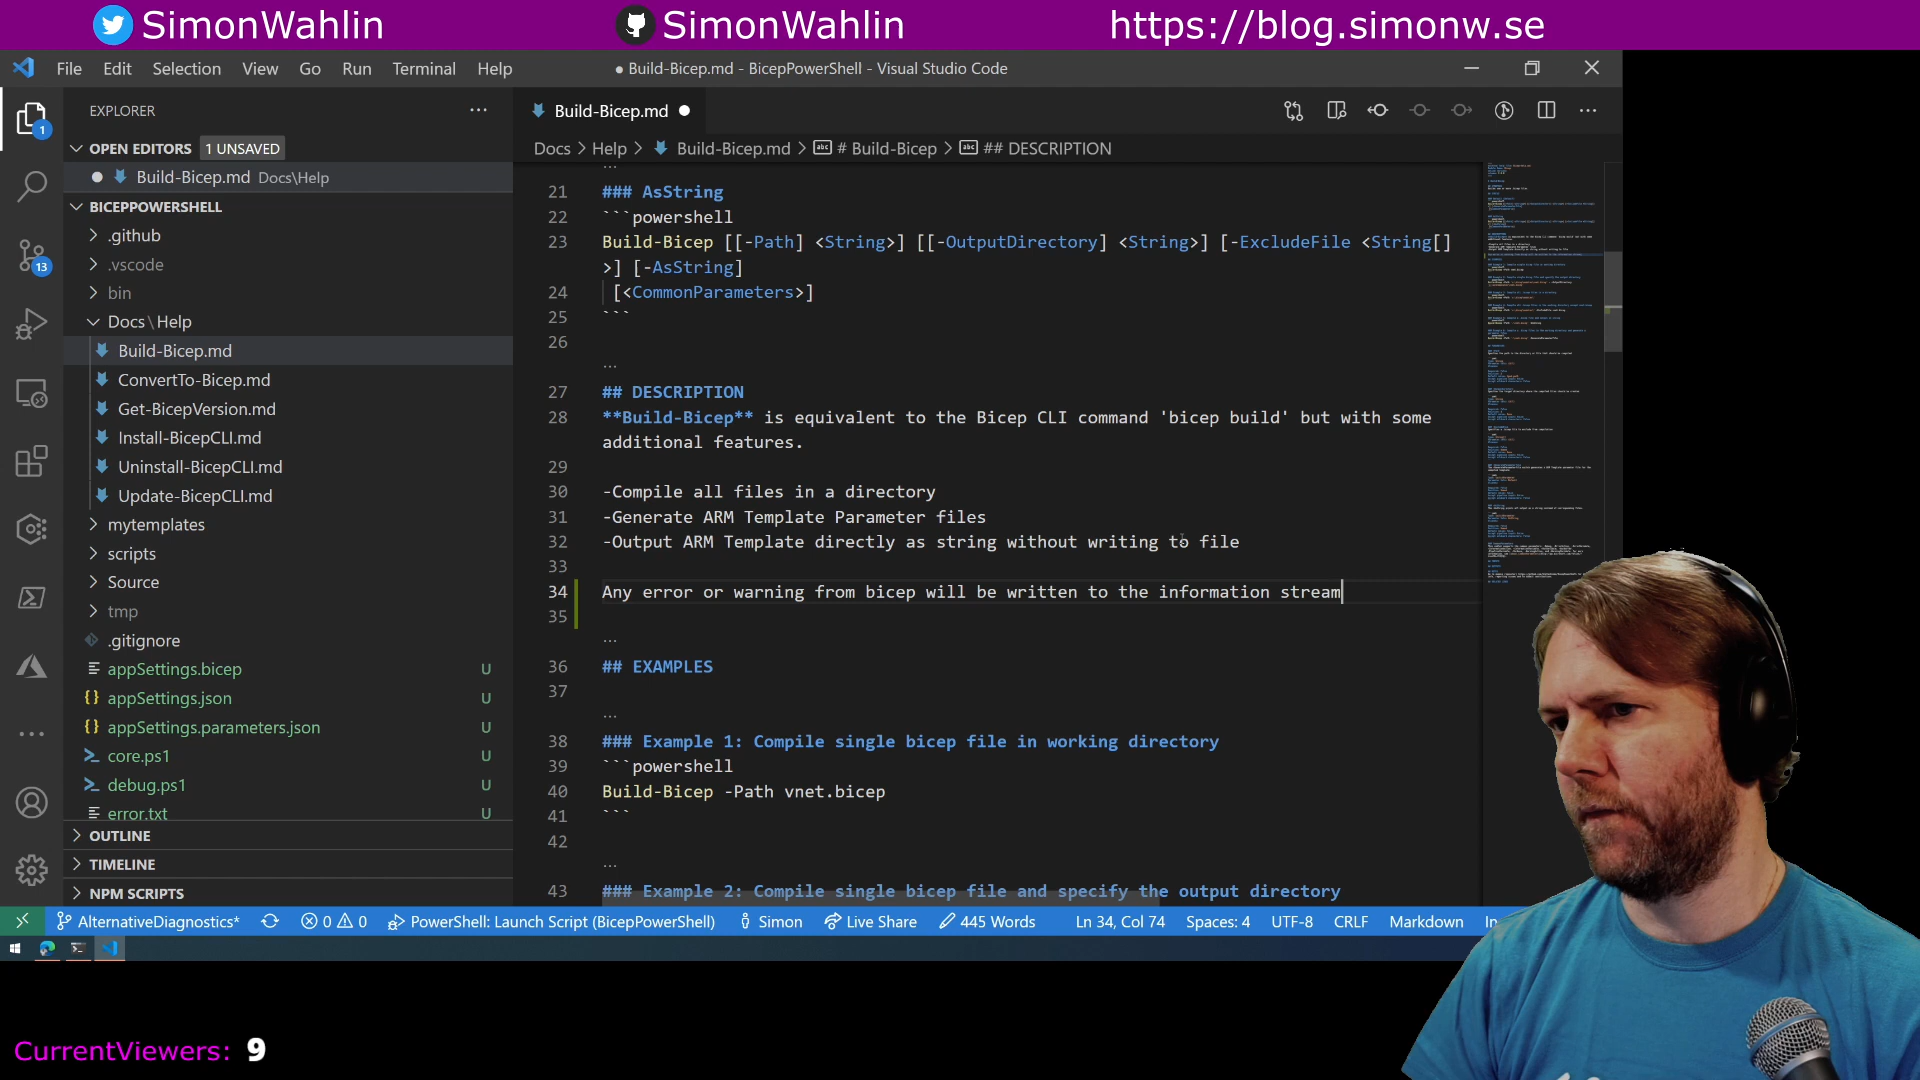 SimonWahlin
SimonWahlin
https://blog.simonw.se
File Edit Selection View Go Run Terminal Help
● Build-Bicep.md - BicepPowerShell - Visual Studio Code
EXPLORER
OPEN EDITORS 1 UNSAVED
Build-Bicep.md Docs\Help
BICEPPOWERSHELL
.github
.vscode
bin
Docs\Help
Build-Bicep.md
ConvertTo-Bicep.md
Get-BicepVersion.md
Install-BicepCLI.md
Uninstall-BicepCLI.md
Update-BicepCLI.md
mytemplates
scripts
Source
tmp
.gitignore
appSettings.bicep U
appSettings.json U
appSettings.parameters.json U
core.ps1 U
debug.ps1 U
error.txt U
OUTLINE
TIMELINE
NPM SCRIPTS
1
13
Build-Bicep.md
Docs > Help > Build-Bicep.md > # Build-Bicep > ## DESCRIPTION
21 ### AsString
22 ```powershell
23 Build-Bicep [[-Path] <String>] [[-OutputDirectory] <String>] [-ExcludeFile <String[]
>] [-AsString]
24 [<CommonParameters>]
25 ```
26
...
27 ## DESCRIPTION
28 **Build-Bicep** is equivalent to the Bicep CLI command 'bicep build' but with some
additional features.
29
30 -Compile all files in a directory
31 -Generate ARM Template Parameter files
32 -Output ARM Template directly as string without writing to file
33
34 Any error or warning from bicep will be written to the information stream
35
...
36 ## EXAMPLES
37
...
38 ### Example 1: Compile single bicep file in working directory
39 ```powershell
40 Build-Bicep -Path vnet.bicep
41 ```
42
...
43 ### Example 2: Compile single bicep file and specify the output directory
AlternativeDiagnostics* 0 0 PowerShell: Launch Script (BicepPowerShell) Simon Live Share 445 Words Ln 34, Col 74 Spaces: 4 UTF-8 CRLF Markdown
CurrentViewers: 9